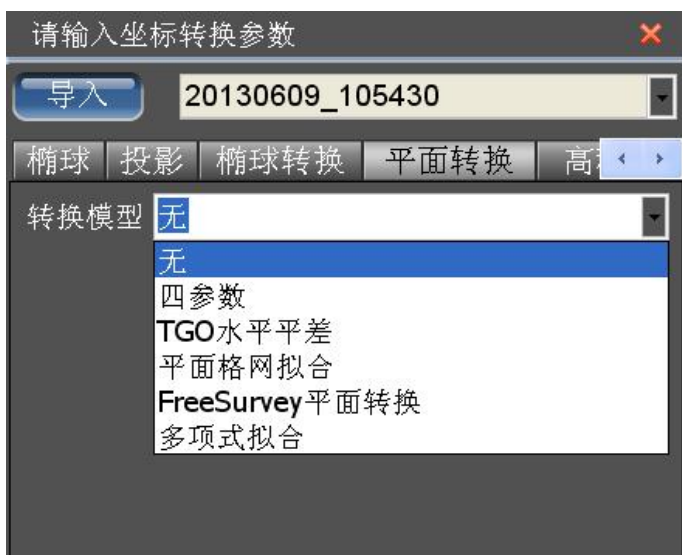 请输入坐标转换参数
导入 20130609_105430
椭球 投影 椭球转换 平面转换 高
转换模型 无
无
四参数
TGO水平平差
平面格网拟合
FreeSurvey平面转换
多项式拟合